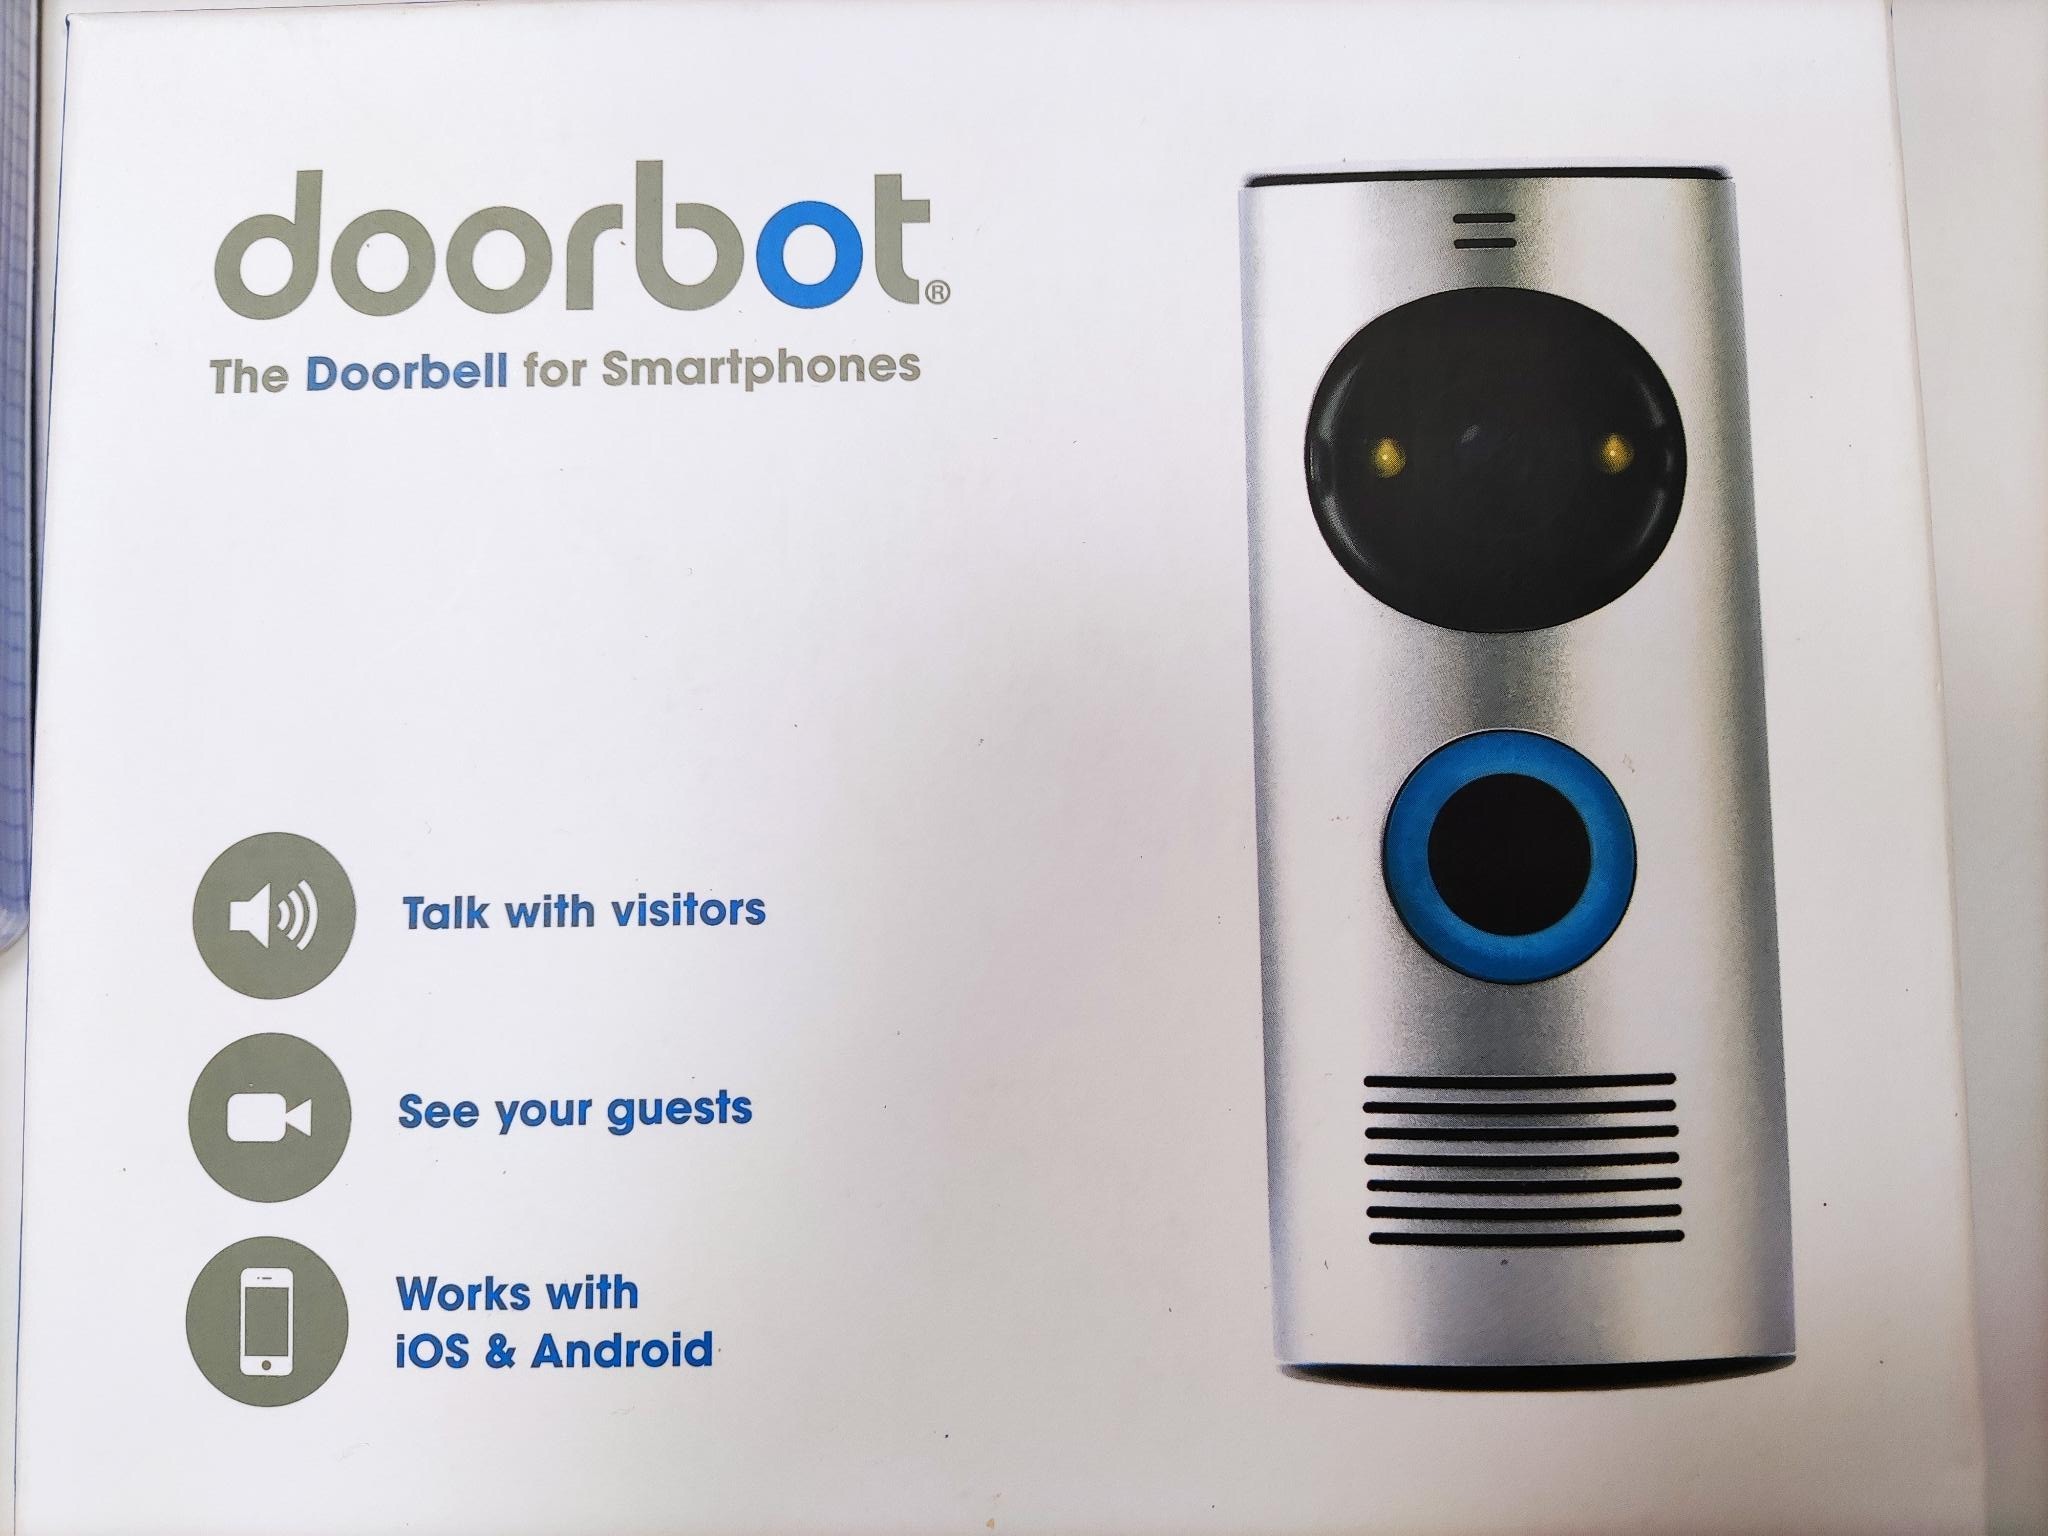 doorbot®
The Doorbell for Smartphones
Talk with visitors
See your guests
Works with
iOS & Android